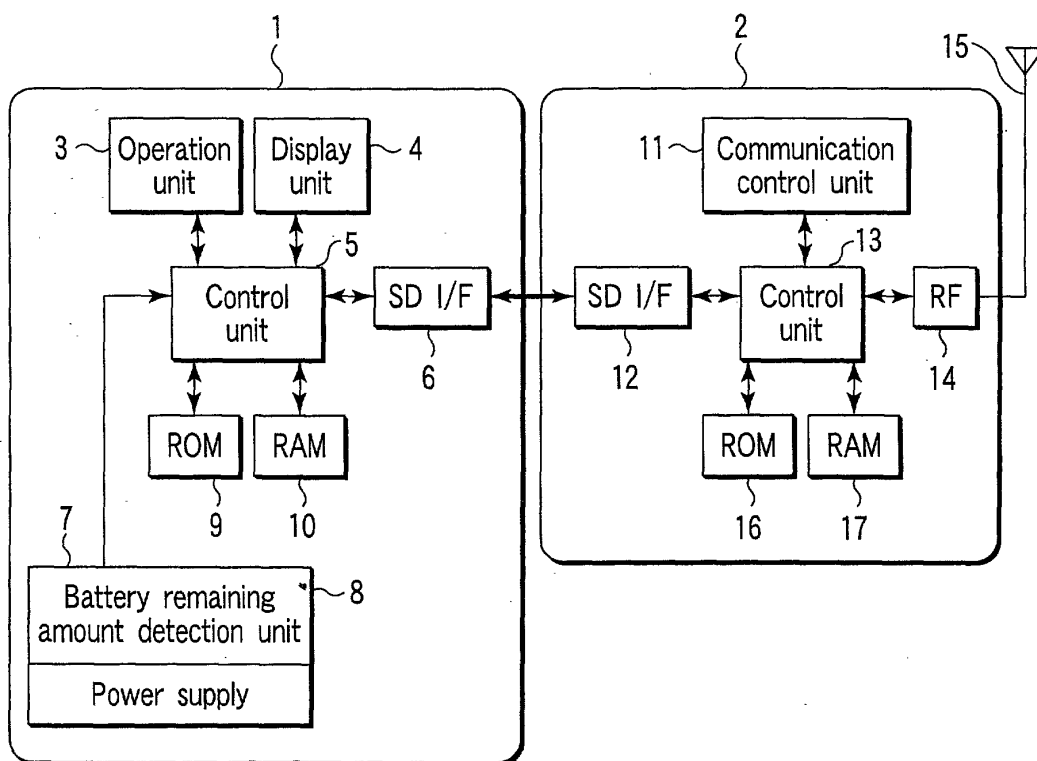 1
2
15
3
Operation
unit
Display
unit
4
11
Communication
control unit
5
13
Control
unit
SD I/F
SD I/F
Control
unit
RF
6
12
14
ROM
RAM
ROM
RAM
9
10
16
17
7
8
Battery remaining
amount detection unit
Power supply